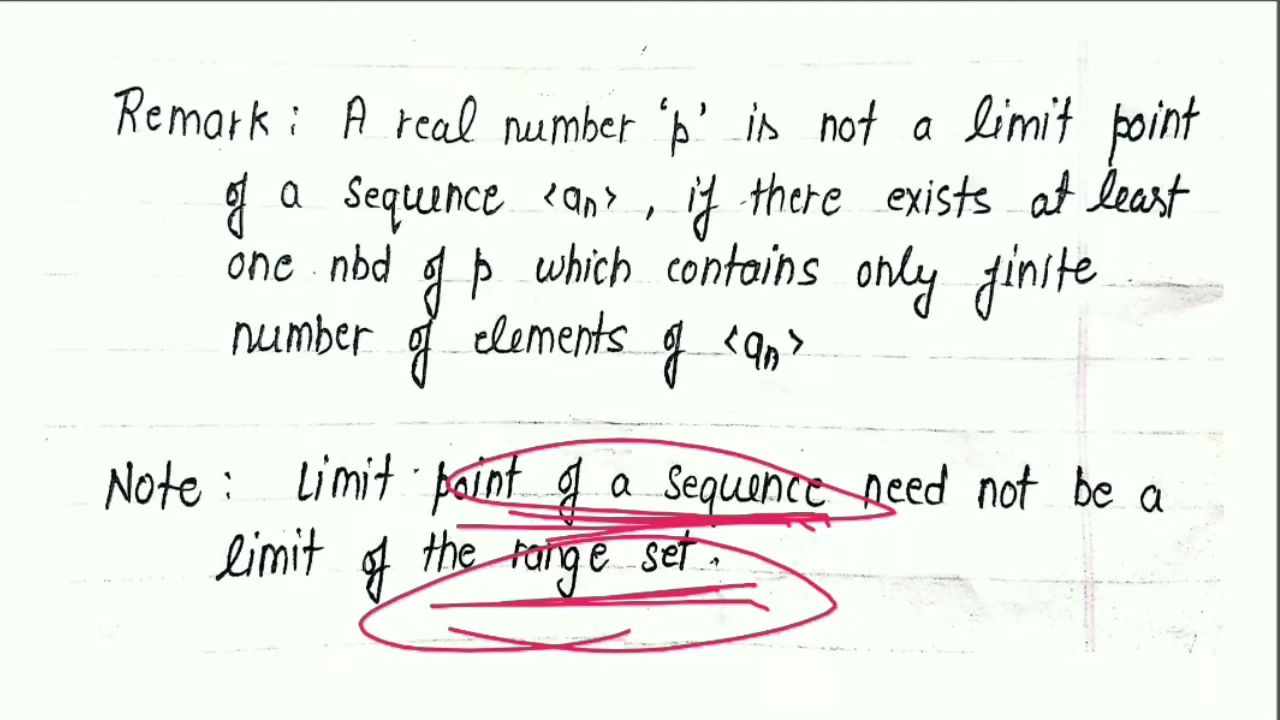 Remark: A real number 'p' is not a limit point
of a sequence <an>, if there exists at least
one nbd of p which contains only finite
number of elements of <an>
Note: Limit point of a sequence need not be a
limit of the range set.